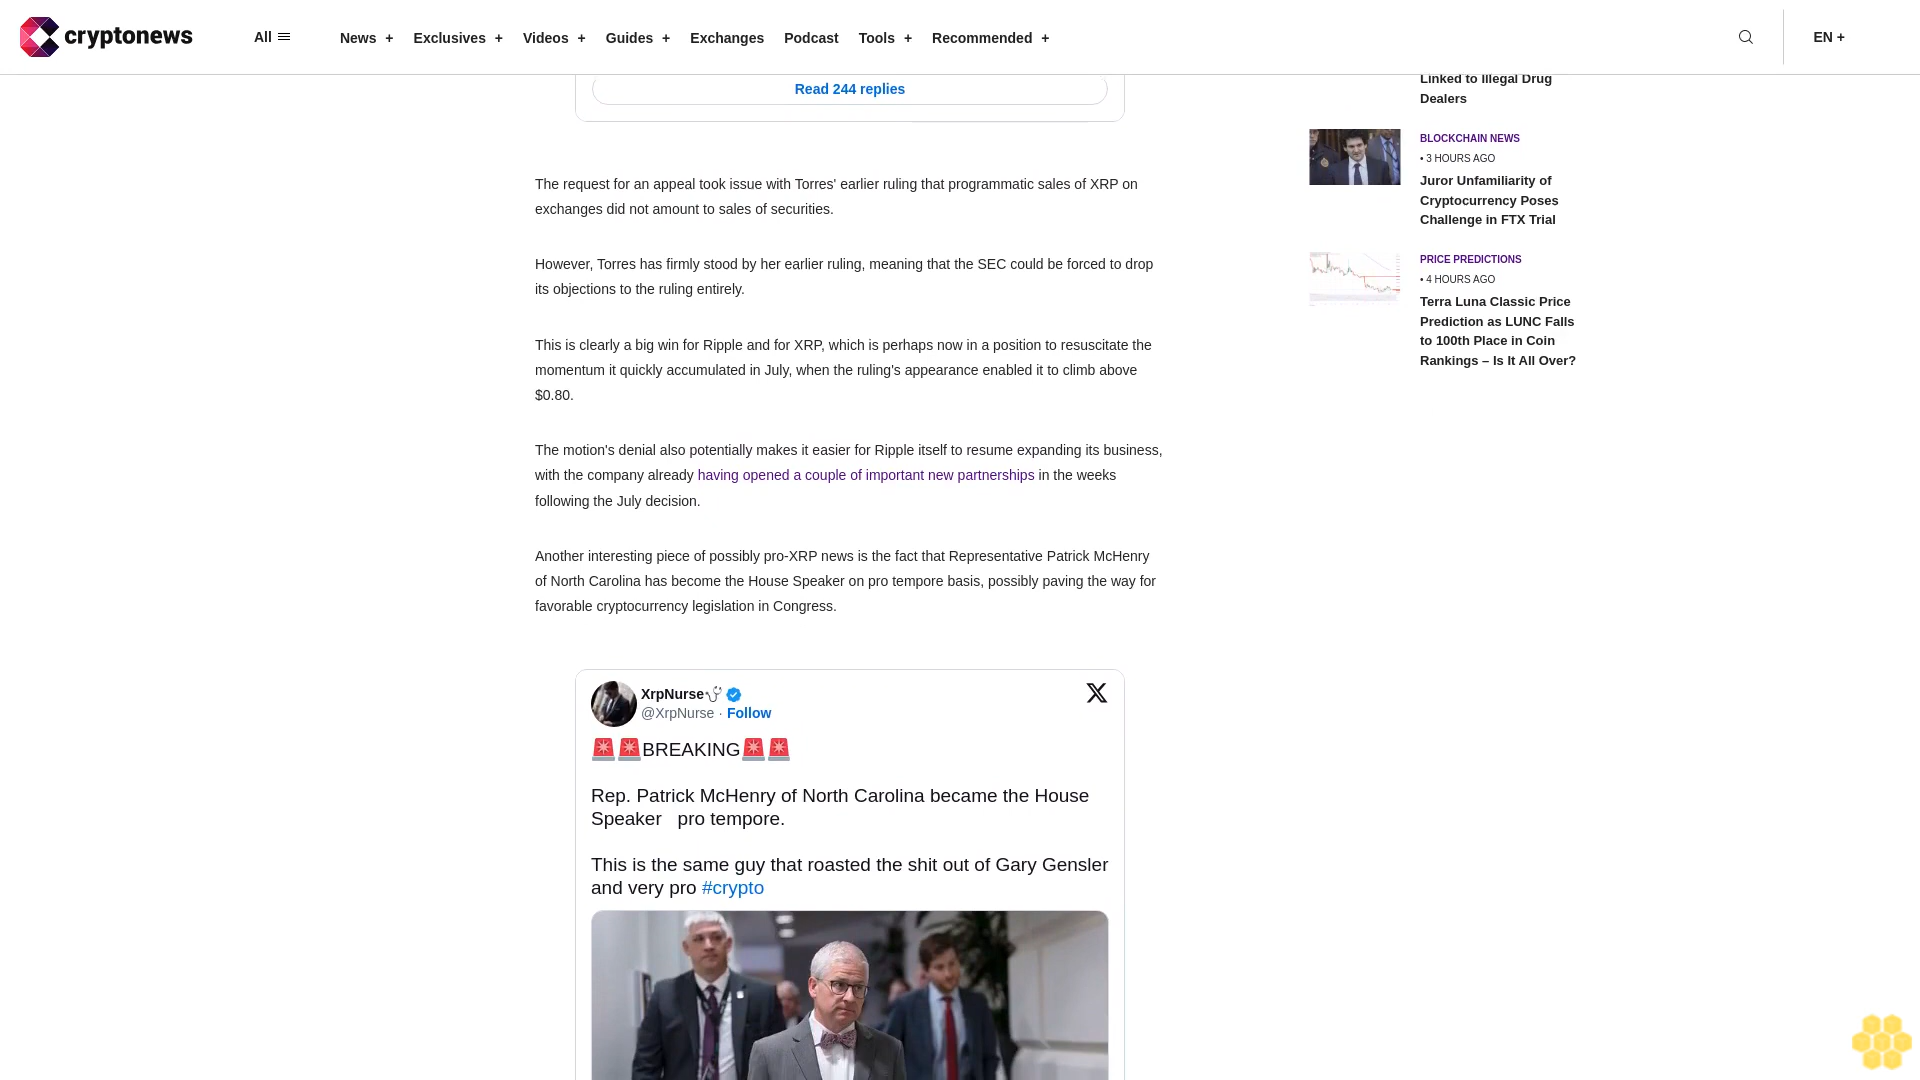 cryptonews
All
News +
Exclusives +
Videos +
Guides +
Exchanges
Podcast
Tools +
Recommended +
EN +
Read 244 replies
The request for an appeal took issue with Torres' earlier ruling that programmatic sales of XRP on
exchanges did not amount to sales of securities.
However, Torres has firmly stood by her earlier ruling, meaning that the SEC could be forced to drop
its objections to the ruling entirely.
This is clearly a big win for Ripple and for XRP, which is perhaps now in a position to resuscitate the
momentum it quickly accumulated in July, when the ruling's appearance enabled it to climb above
$0.80.
The motion's denial also potentially makes it easier for Ripple itself to resume expanding its business,
with the company already having opened a couple of important new partnerships in the weeks
following the July decision.
Another interesting piece of possibly pro-XRP news is the fact that Representative Patrick McHenry
of North Carolina has become the House Speaker on pro tempore basis, possibly paving the way for
favorable cryptocurrency legislation in Congress.
XrpNurse
@XrpNurse · Follow
BREAKING
Rep. Patrick McHenry of North Carolina became the House
Speaker pro tempore.
This is the same guy that roasted the shit out of Gary Gensler
and very pro #crypto
Linked to Illegal Drug
Dealers
BLOCKCHAIN NEWS
• 3 HOURS AGO
Juror Unfamiliarity of
Cryptocurrency Poses
Challenge in FTX Trial
PRICE PREDICTIONS
• 4 HOURS AGO
Terra Luna Classic Price
Prediction as LUNC Falls
to 100th Place in Coin
Rankings – Is It All Over?